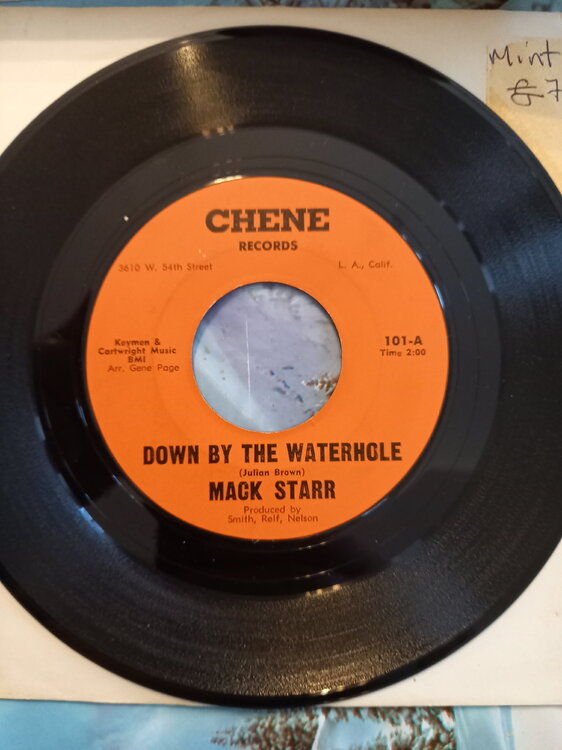 Mint
£7
CHENE
RECORDS
3610 W. 54th Street
L. A., Calif.
Keymen &
Cartwright Music
BMI
Arr. Gene Page
101-A
Time 2:00
DOWN BY THE WATERHOLE
(Julian Brown)
MACK STARR
Produced by
Smith, Relf, Nelson